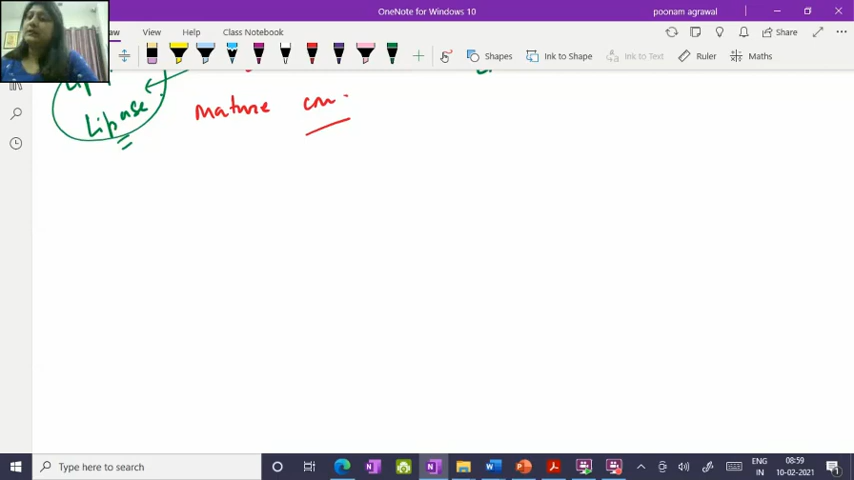 OneNote for Windows 10
poonam agrawal
View
Help
Class Notebook
Share
Shapes
Ink to Shape
Ink to Text
Ruler
Maths
Lipase
mature
Type here to search
ENG
IN
08:59
10-02-2021